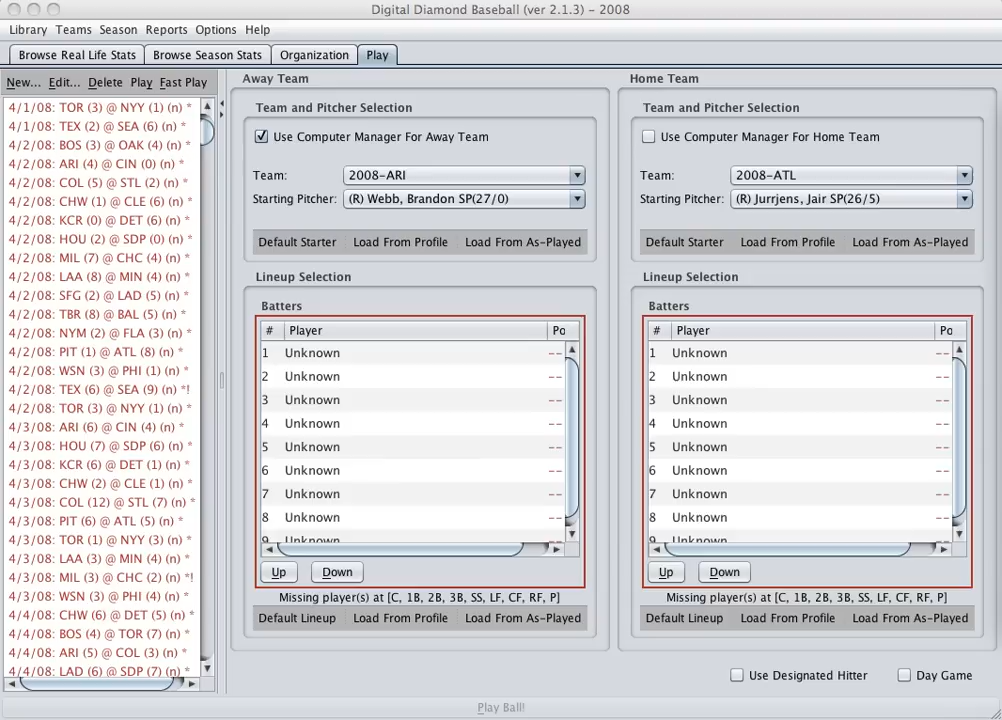 Digital Diamond Baseball (ver 2.1.3) – 2008
Library Teams Season Reports Options Help
Browse Real Life Stats Browse Season Stats Organization Play
New... Edit... Delete Play Fast Play
4/1/08: TOR (3) @ NYY (1) (n) *
4/1/08: TEX (2) @ SEA (6) (n) *
4/2/08: BOS (3) @ OAK (4) (n) *
4/2/08: ARI (4) @ CIN (0) (n) *
4/2/08: COL (5) @ STL (2) (n) *
4/2/08: CHW (1) @ CLE (6) (n) *
4/2/08: KCR (0) @ DET (6) (n) *
4/2/08: HOU (2) @ SDP (0) (n) *
4/2/08: MIL (7) @ CHC (4) (n) *
4/2/08: LAA (8) @ MIN (4) (n) *
4/2/08: SFG (2) @ LAD (5) (n) *
4/2/08: TBR (8) @ BAL (5) (n) *
4/2/08: NYM (2) @ FLA (3) (n) *
4/2/08: PIT (1) @ ATL (8) (n) *
4/2/08: WSN (3) @ PHI (1) (n) *
4/2/08: TEX (6) @ SEA (9) (n) *!
4/2/08: TOR (3) @ NYY (1) (n) *
4/3/08: ARI (6) @ CIN (4) (n) *
4/3/08: HOU (7) @ SDP (6) (n) *
4/3/08: KCR (6) @ DET (1) (n) *
4/3/08: CHW (2) @ CLE (1) (n) *
4/3/08: COL (12) @ STL (7) (n) *
4/3/08: PIT (6) @ ATL (5) (n) *
4/3/08: TOR (1) @ NYY (3) (n) *
4/3/08: LAA (3) @ MIN (4) (n) *
4/3/08: MIL (3) @ CHC (2) (n) *!
4/3/08: WSN (3) @ PHI (4) (n) *
4/4/08: CHW (6) @ DET (5) (n) *
4/4/08: BOS (4) @ TOR (7) (n) *
4/4/08: ARI (5) @ COL (3) (n) *
4/4/08: LAD (6) @ SDP (7) (n) *
Away Team
Team and Pitcher Selection
Use Computer Manager For Away Team
Team: 2008-ARI
Starting Pitcher: (R) Webb, Brandon SP(27/0)
Default Starter Load From Profile Load From As-Played
Lineup Selection
Batters
# Player Po
1 Unknown --
2 Unknown --
3 Unknown --
4 Unknown --
5 Unknown --
6 Unknown --
7 Unknown --
8 Unknown --
9 Unknown --
Up Down
Missing player(s) at [C, 1B, 2B, 3B, SS, LF, CF, RF, P]
Default Lineup Load From Profile Load From As-Played
Home Team
Team and Pitcher Selection
Use Computer Manager For Home Team
Team: 2008-ATL
Starting Pitcher: (R) Jurrjens, Jair SP(26/5)
Default Starter Load From Profile Load From As-Played
Lineup Selection
Batters
# Player Po
1 Unknown --
2 Unknown --
3 Unknown --
4 Unknown --
5 Unknown --
6 Unknown --
7 Unknown --
8 Unknown --
9 Unknown --
Up Down
Missing player(s) at [C, 1B, 2B, 3B, SS, LF, CF, RF, P]
Default Lineup Load From Profile Load From As-Played
Use Designated Hitter Day Game
Play Ball!